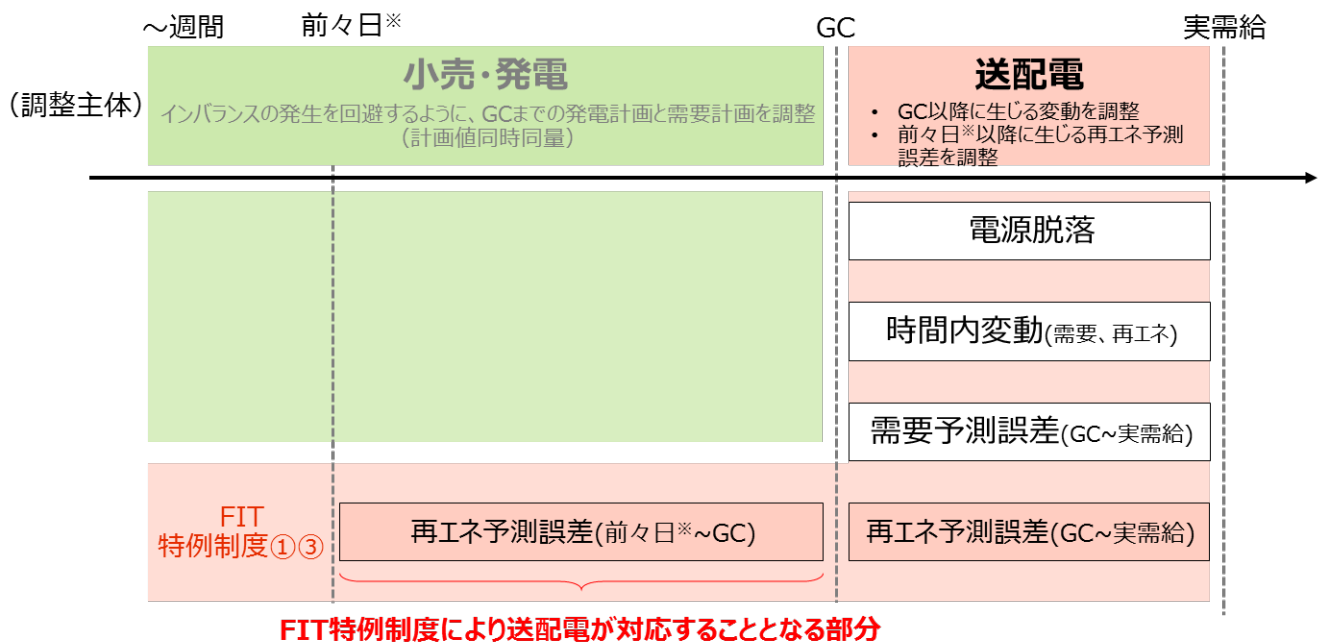 ～週間
前々日※
GC
実需給
(調整主体)
小売・発電
インバランスの発生を回避するように、GCまでの発電計画と需要計画を調整
(計画値同時同量)
送配電
• GC以降に生じる変動を調整
• 前々日※以降に生じる再エネ予測
誤差を調整
電源脱落
時間内変動(需要、再エネ)
需要予測誤差(GC~実需給)
FIT
特例制度①③
再エネ予測誤差(前々日※~GC)
再エネ予測誤差(GC~実需給)
FIT特例制度により送配電が対応することとなる部分